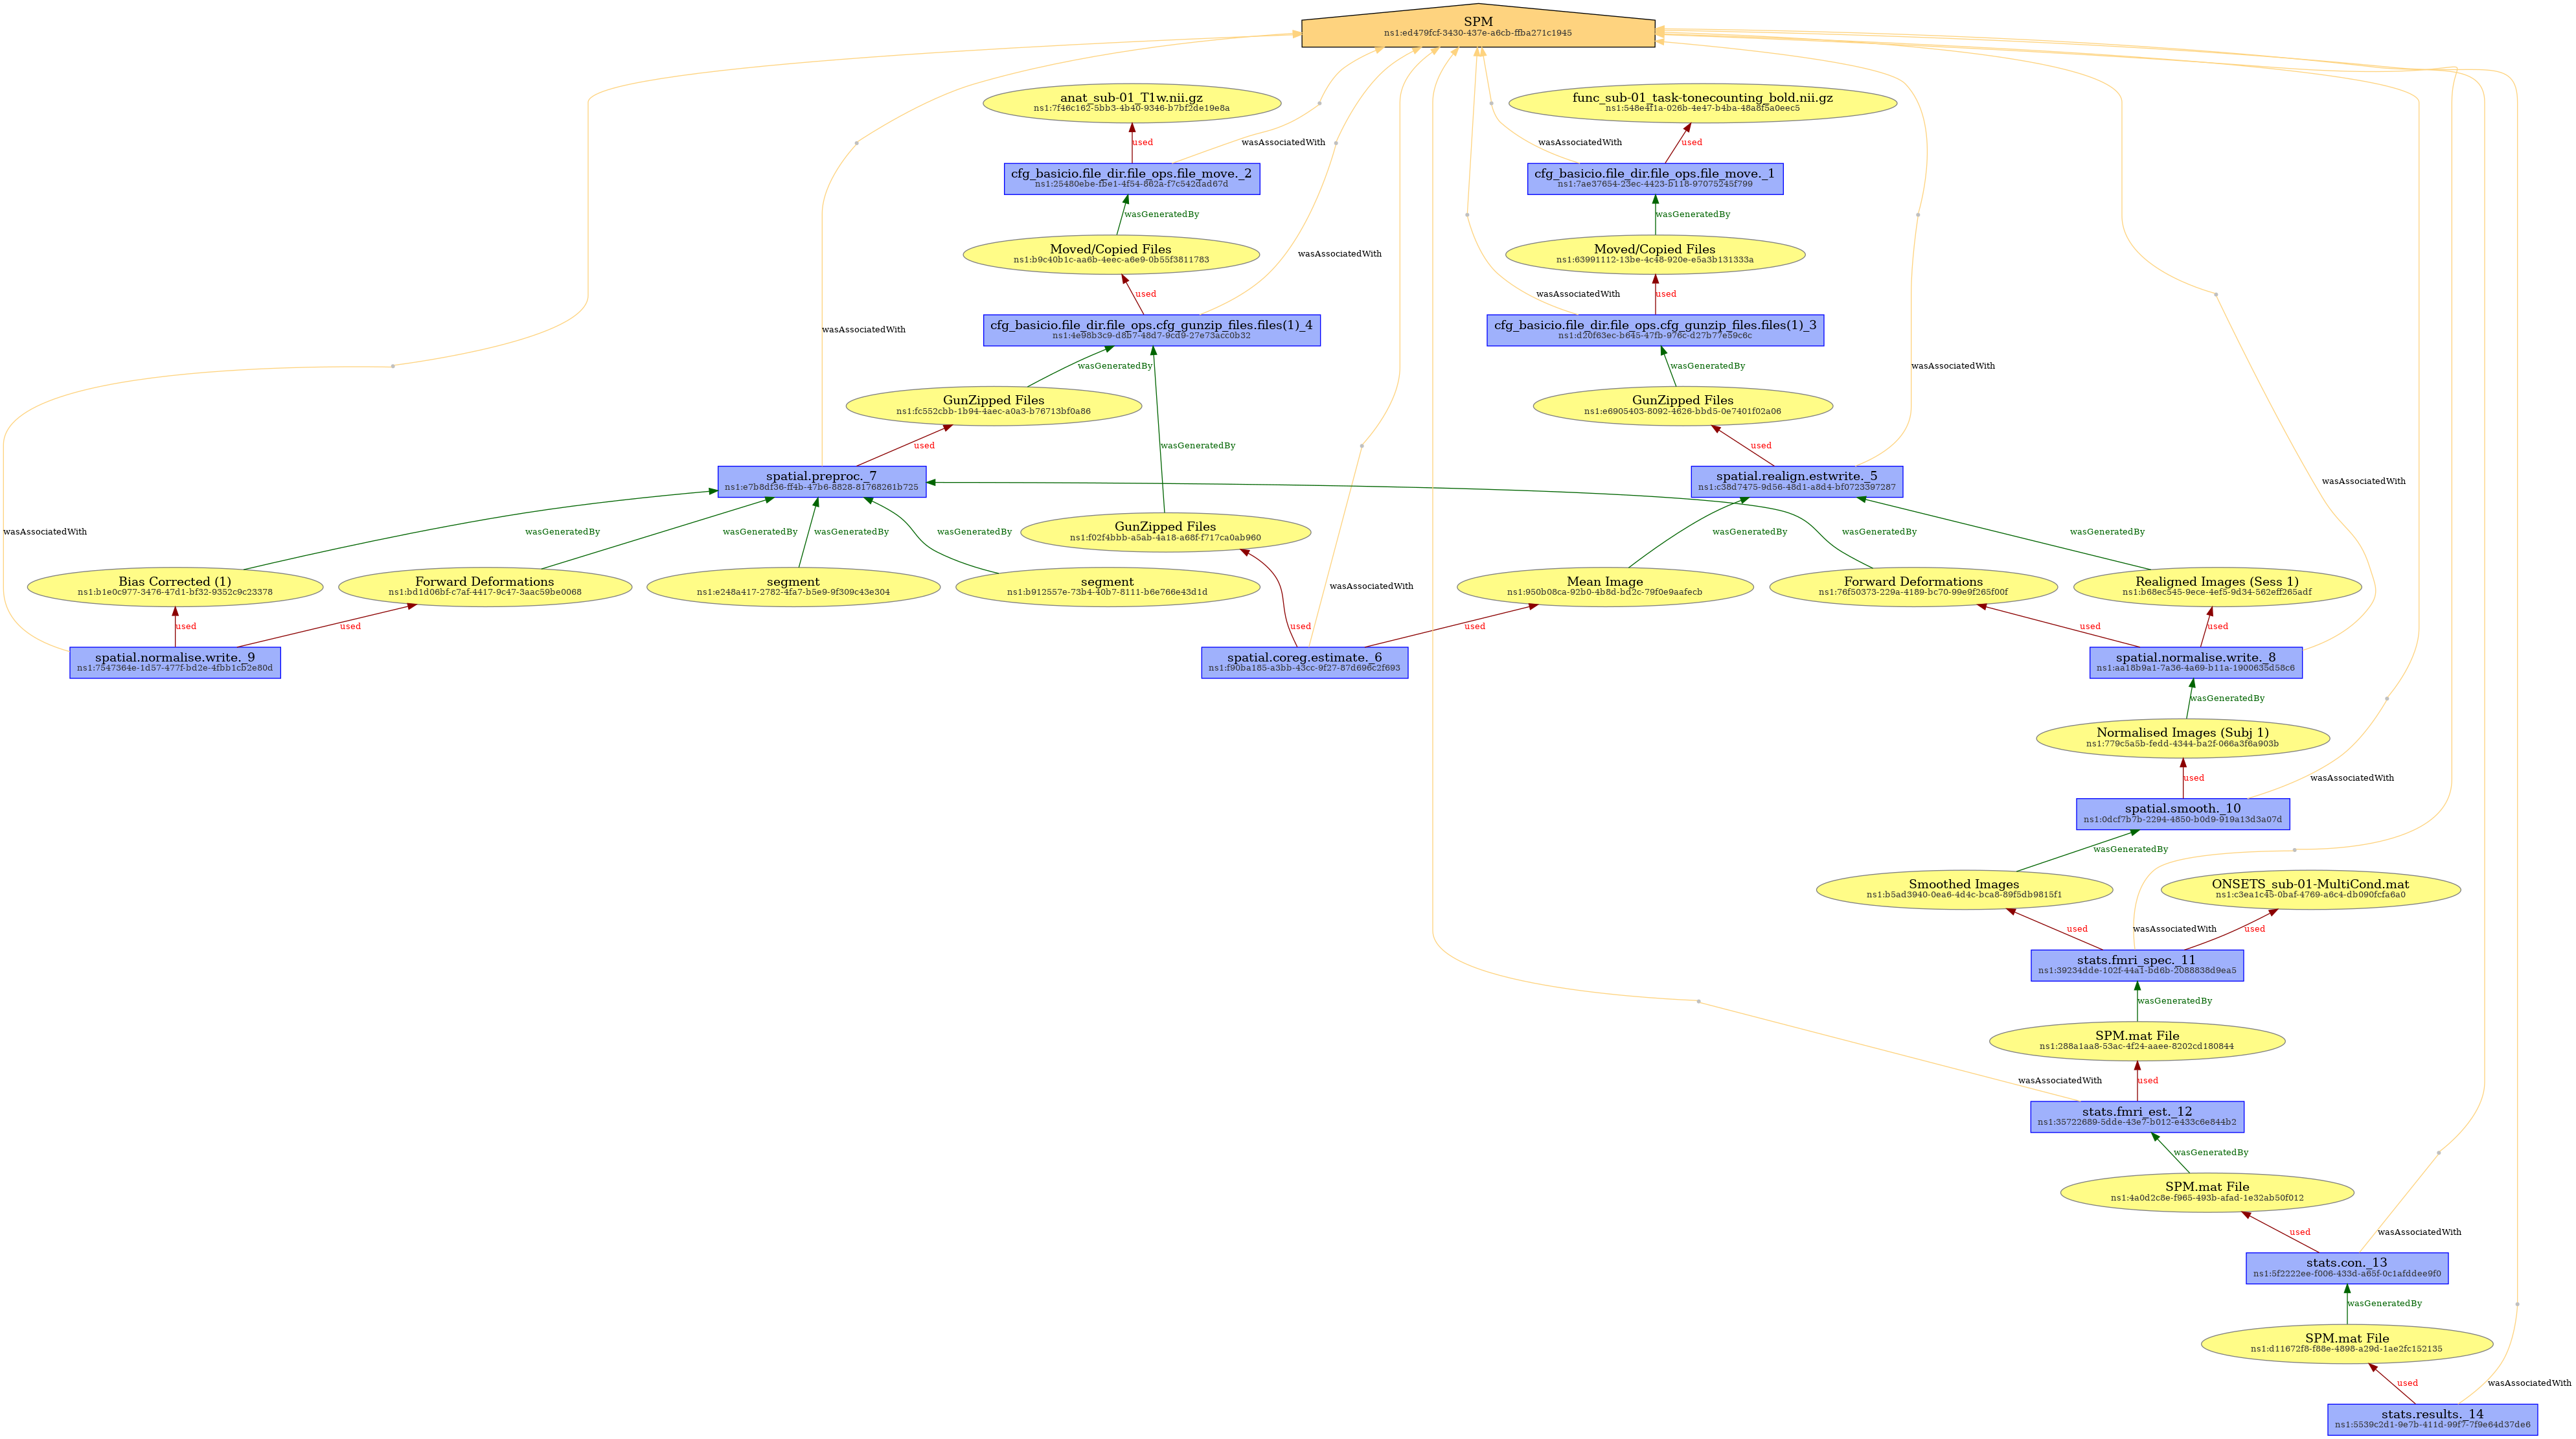 SPM
ns1:ed479fcf-3430-437e-a6cb-ffba271c1945
anat_sub-01_T1w.nii.gz
ns1:7f46c162-5bb3-4b40-9346-b7bf2de19e8a
func_sub-01_task-tonecounting_bold.nii.gz
ns1:548e4f1a-026b-4e47-b4ba-48a8f5a0eec5
used
wasAssociatedWith
wasAssociatedWith
used
cfg_basicio.file_dir.file_ops.file_move._2
ns1:25480ebe-fbe1-4f54-862a-f7c542dad67d
cfg_basicio.file_dir.file_ops.file_move._1
ns1:7ae37654-23ec-4423-b118-97075245f799
wasGeneratedBy
wasGeneratedBy
Moved/Copied Files
ns1:b9c40b1c-aa6b-4eec-a6e9-0b55f3811783
wasAssociatedWith
Moved/Copied Files
ns1:63991112-13be-4c48-920e-e5a3b131333a
used
wasAssociatedWith
used
wasAssociatedWith
cfg_basicio.file_dir.file_ops.cfg_gunzip_files.files(1)_4
ns1:4e98b3c9-d8b7-48d7-9cd9-27e73acc0b32
cfg_basicio.file_dir.file_ops.cfg_gunzip_files.files(1)_3
ns1:d20f63ec-b645-47fb-976c-d27b77e59c6c
wasGeneratedBy
wasGeneratedBy
wasAssociatedWith
GunZipped Files
ns1:fc552cbb-1b94-4aec-a0a3-b76713bf0a86
GunZipped Files
ns1:e6905403-8092-4626-bbd5-0e7401f02a06
used
wasGeneratedBy
used
spatial.preproc._7
ns1:e7b8df36-ff4b-47b6-8828-81768261b725
spatial.realign.estwrite._5
ns1:c38d7475-9d56-48d1-a8d4-bf0723397287
wasAssociatedWith
wasAssociatedWith
wasGeneratedBy
wasGeneratedBy
wasGeneratedBy
wasGeneratedBy
GunZipped Files
ns1:f02f4bbb-a5ab-4a18-a68f-f717ca0ab960
wasGeneratedBy
wasGeneratedBy
wasGeneratedBy
Bias Corrected (1)
ns1:b1e0c977-3476-47d1-bf32-9352c9c23378
Forward Deformations
ns1:bd1d06bf-c7af-4417-9c47-3aac59be0068
segment
ns1:e248a417-2782-4fa7-b5e9-9f309c43e304
segment
ns1:b912557e-73b4-40b7-8111-b6e766e43d1d
wasAssociatedWith
Mean Image
ns1:950b08ca-92b0-4b8d-bd2c-79f0e9aafecb
Forward Deformations
ns1:76f50373-229a-4189-bc70-99e9f265f00f
Realigned Images (Sess 1)
ns1:b68ec545-9ece-4ef5-9d34-562eff265adf
used
used
used
used
used
used
spatial.normalise.write._9
ns1:7547364e-1d57-477f-bd2e-4fbb1cb2e80d
spatial.coreg.estimate._6
ns1:f90ba185-a3bb-43cc-9f27-87d696c2f693
spatial.normalise.write._8
ns1:aa18b9a1-7a36-4a69-b11a-1900635d58c6
wasGeneratedBy
Normalised Images (Subj 1)
ns1:779c5a5b-fedd-4344-ba2f-066a3f6a903b
used
wasAssociatedWith
spatial.smooth._10
ns1:0dcf7b7b-2294-4850-b0d9-919a13d3a07d
wasGeneratedBy
Smoothed Images
ns1:b5ad3940-0ea6-4d4c-bca8-89f5db9815f1
ONSETS_sub-01-MultiCond.mat
ns1:c3ea1c45-0baf-4769-a6c4-db090fcfa6a0
used
wasAssociatedWith
used
stats.fmri_spec._11
ns1:39234dde-102f-44a1-bd6b-2088838d9ea5
wasGeneratedBy
SPM.mat File
ns1:288a1aa8-53ac-4f24-aaee-8202cd180844
wasAssociatedWith
used
stats.fmri_est._12
ns1:35722689-5dde-43e7-b012-e433c6e844b2
wasGeneratedBy
SPM.mat File
ns1:4a0d2c8e-f965-493b-afad-1e32ab50f012
used
wasAssociatedWith
stats.con._13
ns1:5f2222ee-f006-433d-a65f-0c1afddee9f0
wasGeneratedBy
SPM.mat File
ns1:d11672f8-f88e-4898-a29d-1ae2fc152135
used
wasAssociatedWith
stats.results._14
ns1:5539c2d1-9e7b-411d-99f7-7f9e64d37de6